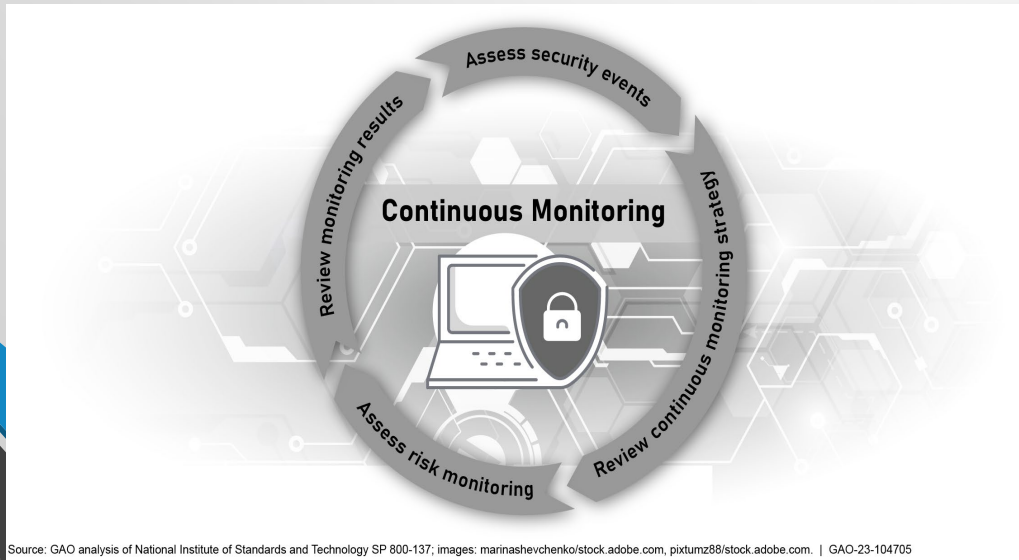 Assess security events
Review continuous monitoring strategy
Assess risk monitoring
Review monitoring results
Continuous Monitoring
Source: GAO analysis of National Institute of Standards and Technology SP 800-137; images: marinashevchenko/stock.adobe.com, pixtumz88/stock.adobe.com. | GAO-23-104705